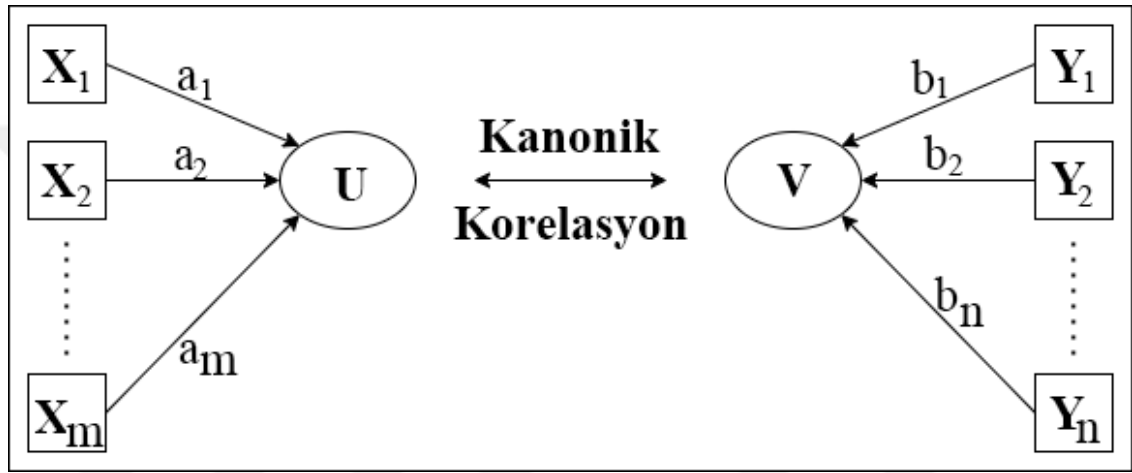 X₁ a₁ b₁ Y₁
Kanonik
X₂ a₂ U V b₂ Y₂
Korelasyon
aₘ bₙ
Xₘ Yₙ